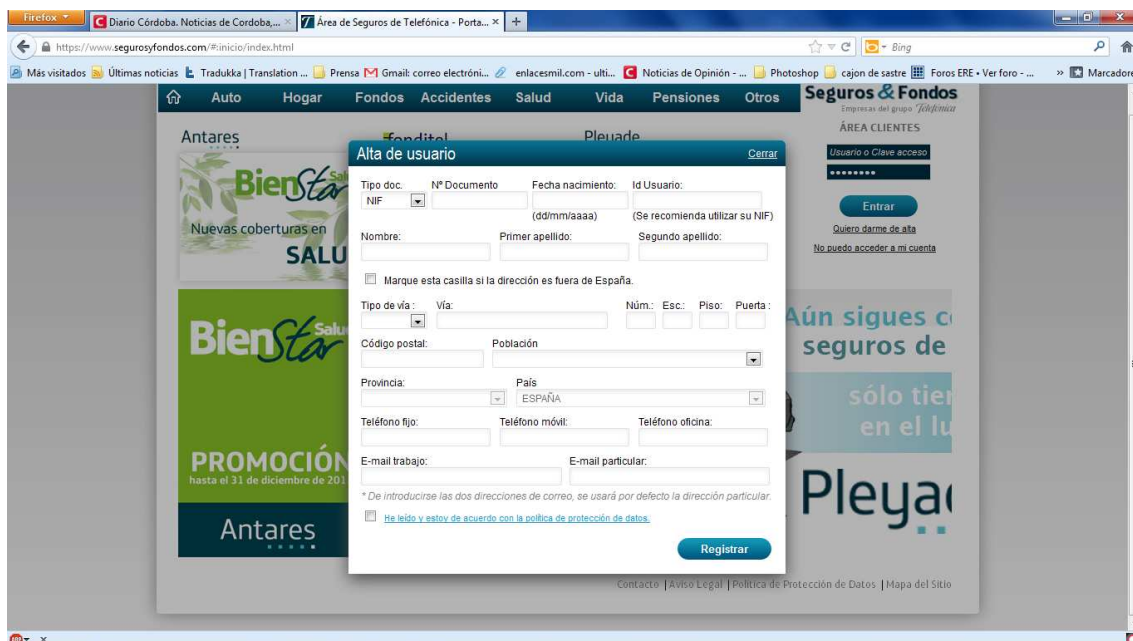 Firefox
Diario Córdoba. Noticias de Cordoba,...
Área de Seguros de Telefónica - Porta...
https://www.segurosyfondos.com/#:inicio/index.html
Bing
Más visitados
Últimas noticias
Tradukka | Translation ...
Prensa
Gmail: correo electróni...
enlacesmil.com - ulti...
Noticias de Opinión - ...
Photoshop
cajon de sastre
Foros ERE • Ver foro - ...
»
Marcadore
Auto Hogar Fondos Accidentes Salud Vida Pensiones Otros
Seguros & Fondos
Empresas del grupo Telefónica
ÁREA CLIENTES
Usuario o Clave acceso
Entrar
Quiero darme de alta
No puedo acceder a mi cuenta
Antares
fonditel
Pleyade
BienStar Salu
Nuevas coberturas en
SALU
BienStar Salu
PROMOCIÓN
hasta el 31 de diciembre de 201
Antares
Alta de usuario
Cerrar
Tipo doc. Nº Documento Fecha nacimiento: Id Usuario:
NIF
(dd/mm/aaaa) (Se recomienda utilizar su NIF)
Nombre: Primer apellido: Segundo apellido:
Marque esta casilla si la dirección es fuera de España.
Tipo de vía : Vía: Núm.: Esc.: Piso: Puerta :
Código postal: Población
Provincia: País
ESPAÑA
Teléfono fijo: Teléfono móvil: Teléfono oficina:
E-mail trabajo: E-mail particular:
* De introducirse las dos direcciones de correo, se usará por defecto la dirección particular.
He leído y estoy de acuerdo con la política de protección de datos.
Registrar
Aún sigues c
seguros de
sólo tier
en el lu
Pleya
Contacto | Aviso Legal | Política de Protección de Datos | Mapa del Sitio